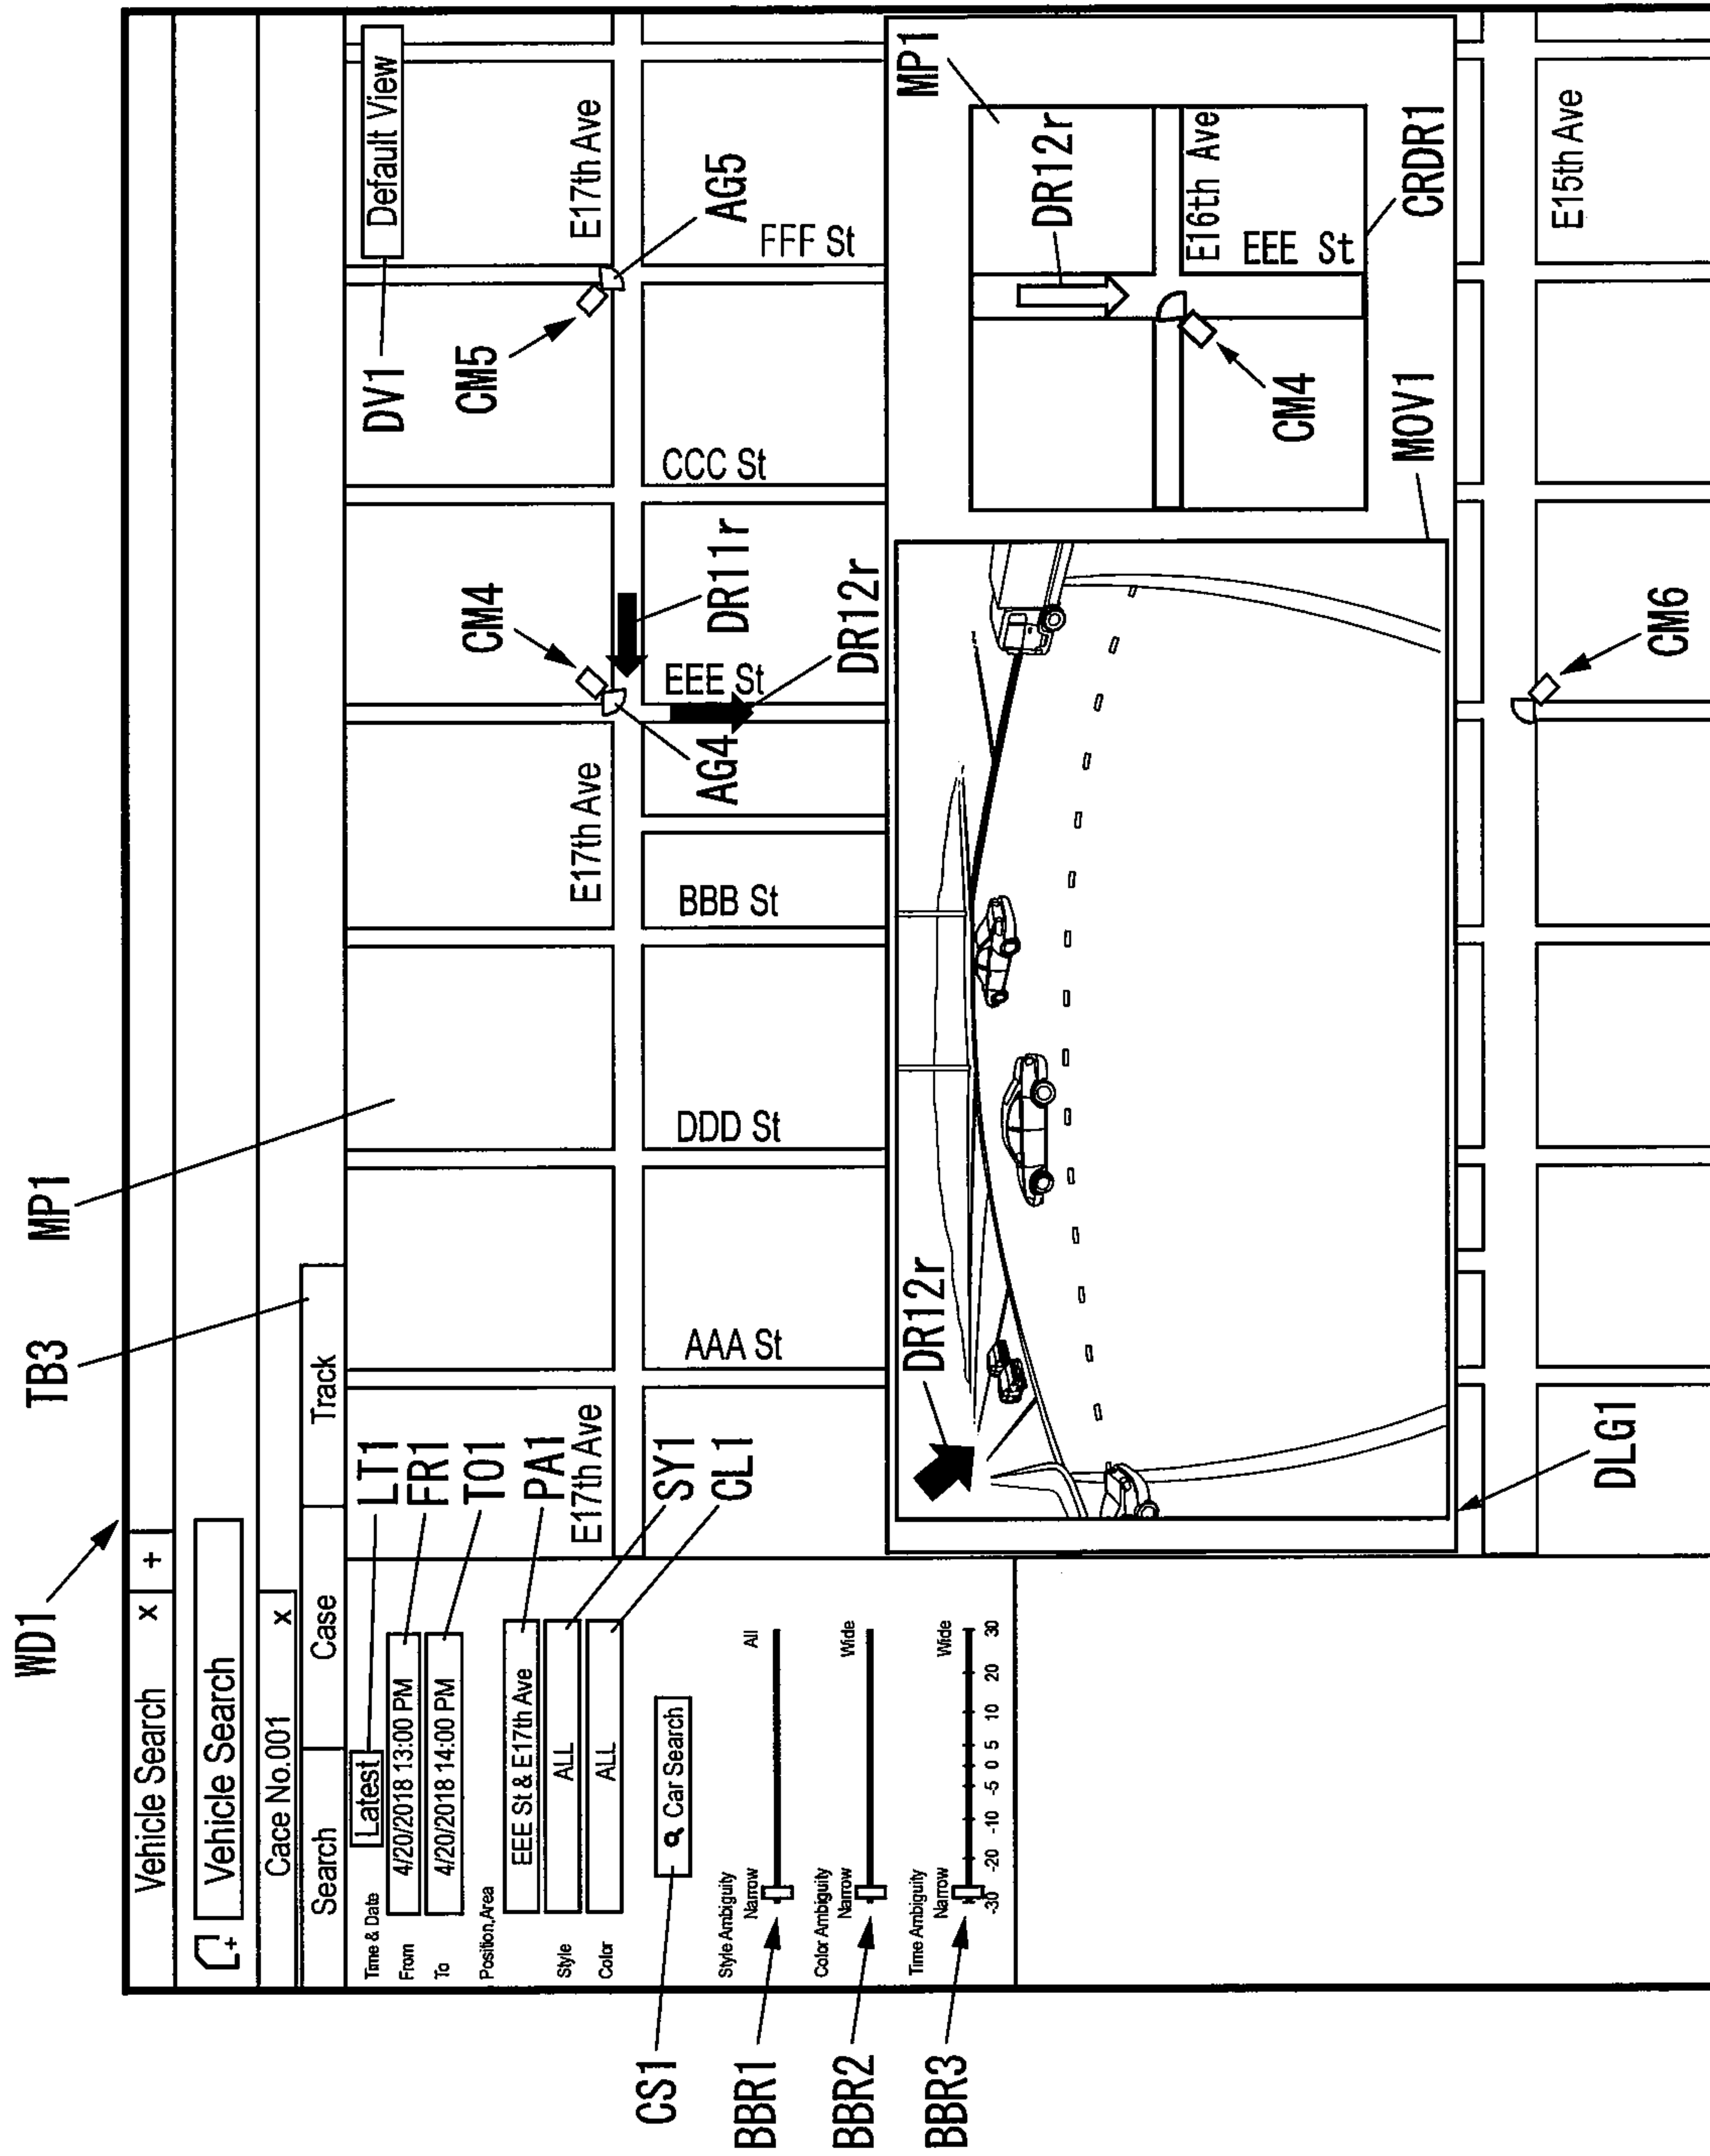 WD1
TB3
MP1
Vehicle Search x +
Vehicle Search
Cace No.001 x
Search Case Track
Time & Date
Latest
LT1
From 4/20/2018 13:00 PM
FR1
To 4/20/2018 14:00 PM
TO1
Position,Area
EEE St & E17th Ave
PA1
Style ALL
SY1
Color ALL
CL1
CS1
Car Search
Style Ambiguity
Narrow All
BBR1
Color Ambiguity
Narrow Wide
BBR2
Time Ambiguity
Narrow Wide
BBR3
-30 -20 -10 -5 0 5 10 20 30
Default View
DV1
CM4
CM5
E17th Ave
E17th Ave
E17th Ave
AAA St
DDD St
BBB St
EEE St
CCC St
FFF St
AG4
DR11r
AG5
DR12r
DR12r
MP1
DR12r
E16th Ave
EEE St
CM4
CRDR1
MOV1
DLG1
CM6
E15th Ave